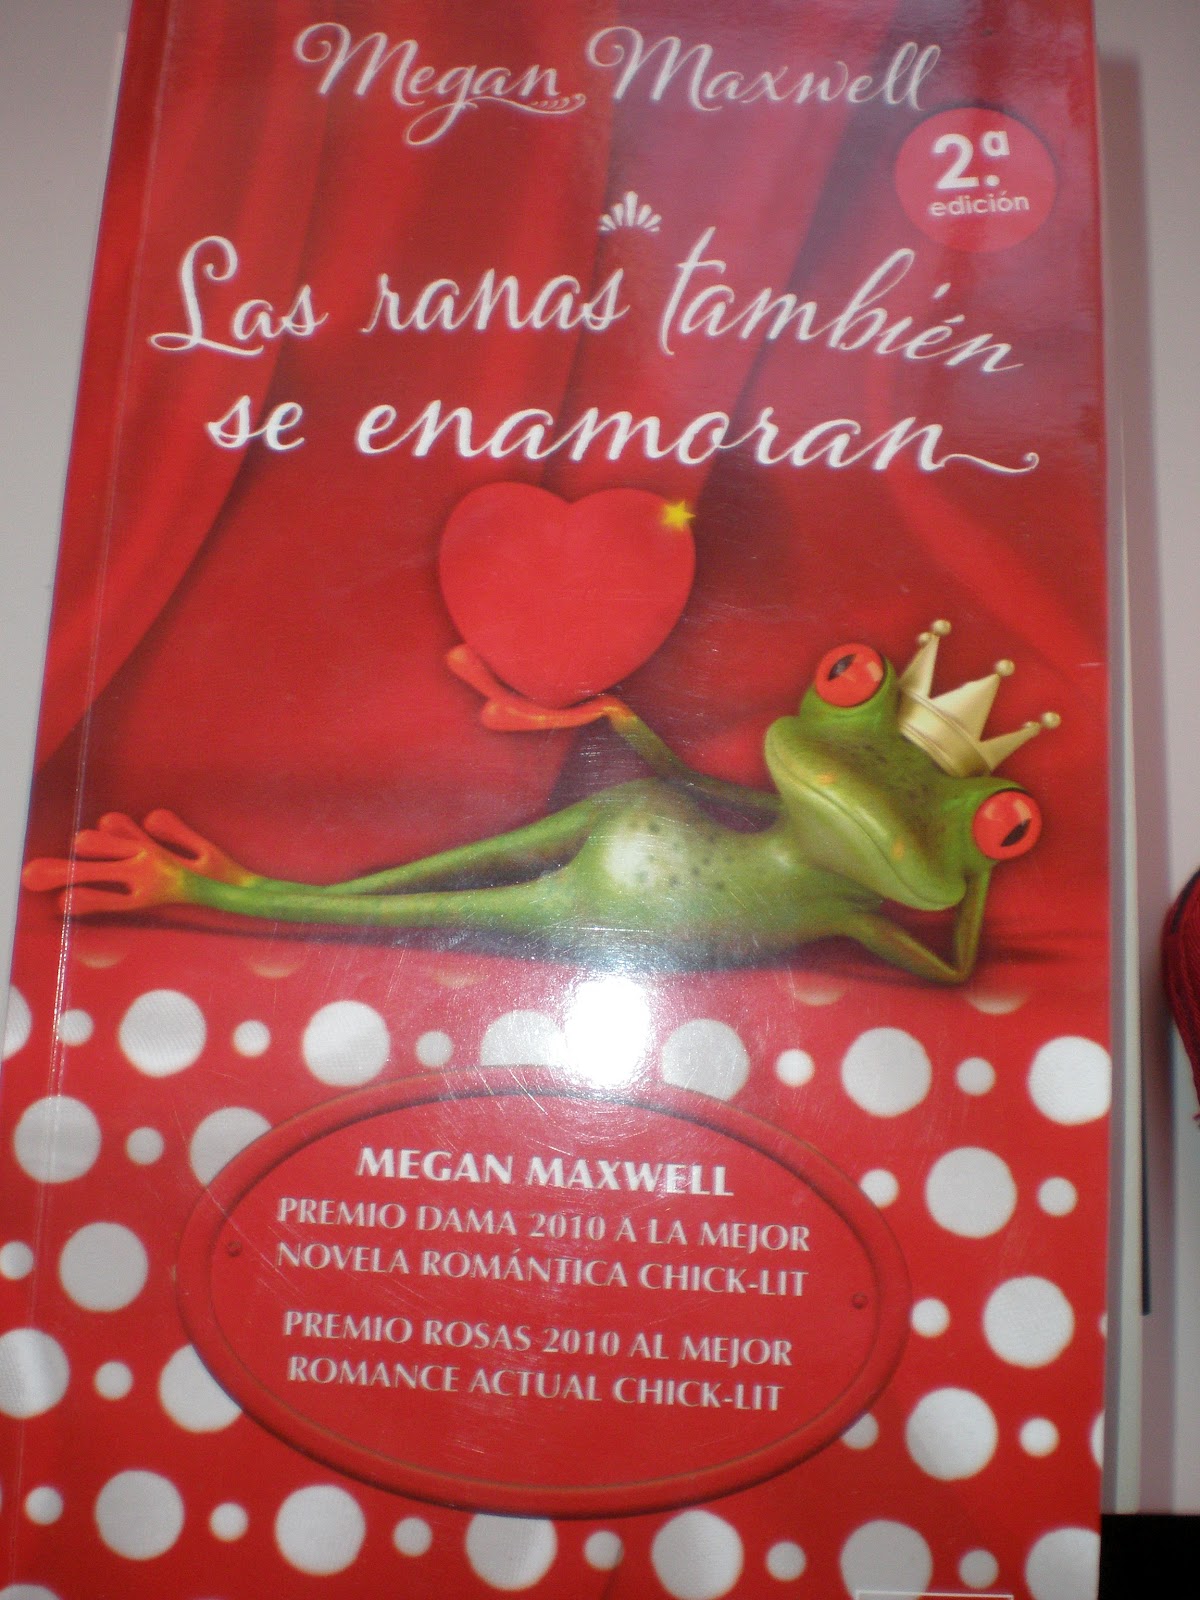 Megan Maxwell
2.ª
edición
Las ranas también
se enamoran
MEGAN MAXWELL
PREMIO DAMA 2010 A LA MEJOR
NOVELA ROMÁNTICA CHICK-LIT
PREMIO ROSAS 2010 AL MEJOR
ROMANCE ACTUAL CHICK-LIT